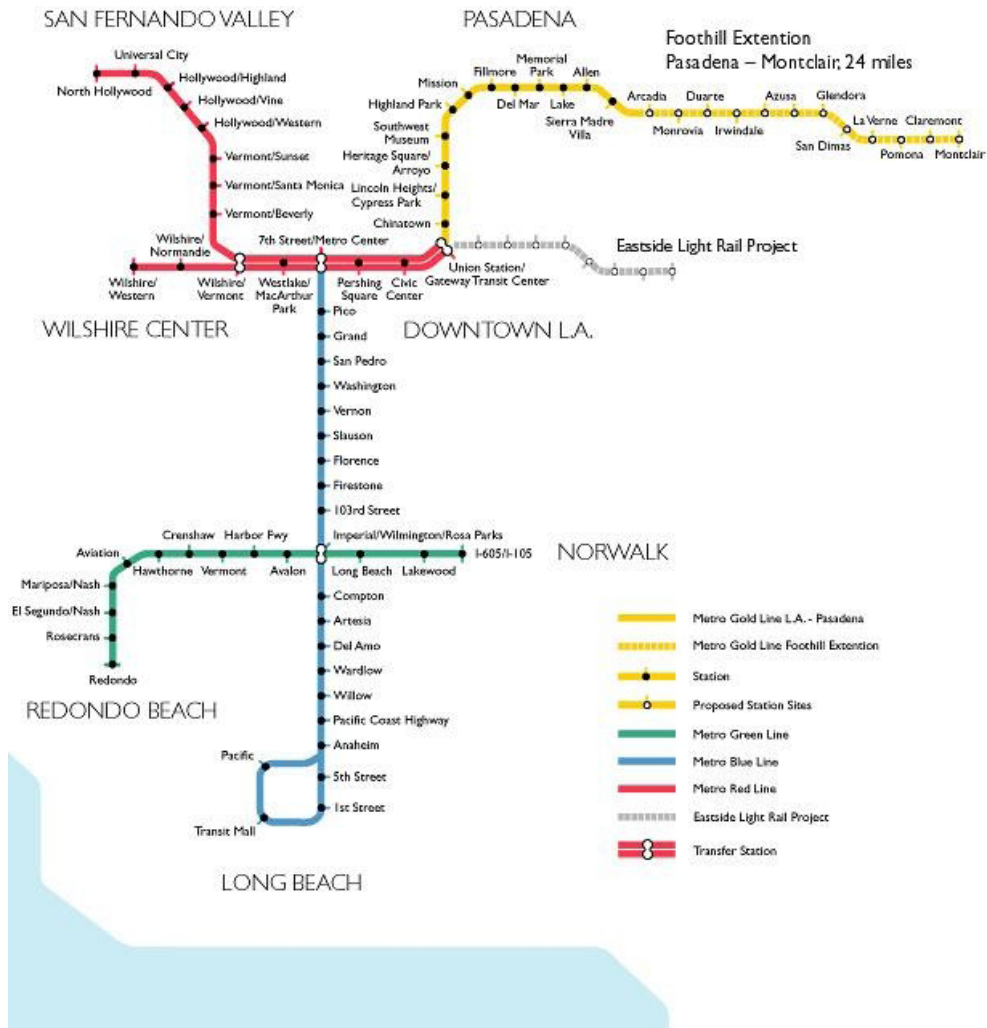 SAN FERNANDO VALLEY
PASADENA
Foothill Extention
Pasadena – Montclair, 24 miles
Universal City
North Hollywood
Hollywood/Highland
Hollywood/Vine
Hollywood/Western
Vermont/Sunset
Vermont/Santa Monica
Vermont/Beverly
Wilshire/
Normandie
Wilshire/
Western
Wilshire/
Vermont
Westlake/
MacArthur
Park
7th Street/Metro Center
Pershing
Square
Civic
Center
Union Station/
Gateway Transit Center
Chinatown
Lincoln Heights/
Cypress Park
Heritage Square/
Arroyo
Southwest
Museum
Highland Park
Mission
Fillmore
Del Mar
Memorial
Park
Lake
Allen
Sierra Madre
Villa
Arcadia
Monrovia
Duarte
Irwindale
Azusa
Glendora
San Dimas
La Verne
Pomona
Claremont
Montclair
Eastside Light Rail Project
WILSHIRE CENTER
DOWNTOWN L.A.
Pico
Grand
San Pedro
Washington
Vernon
Slauson
Florence
Firestone
103rd Street
Imperial/Wilmington/Rosa Parks
Crenshaw
Harbor Fwy
Aviation
Hawthorne
Vermont
Avalon
Long Beach
Lakewood
I-605/I-105
NORWALK
Mariposa/Nash
El Segundo/Nash
Rosecrans
Redondo
REDONDO BEACH
Compton
Artesia
Del Amo
Wardlow
Willow
Pacific Coast Highway
Anaheim
Pacific
5th Street
1st Street
Transit Mall
LONG BEACH
Metro Gold Line L.A. - Pasadena
Metro Gold Line Foothill Extention
Station
Proposed Station Sites
Metro Green Line
Metro Blue Line
Metro Red Line
Eastside Light Rail Project
Transfer Station